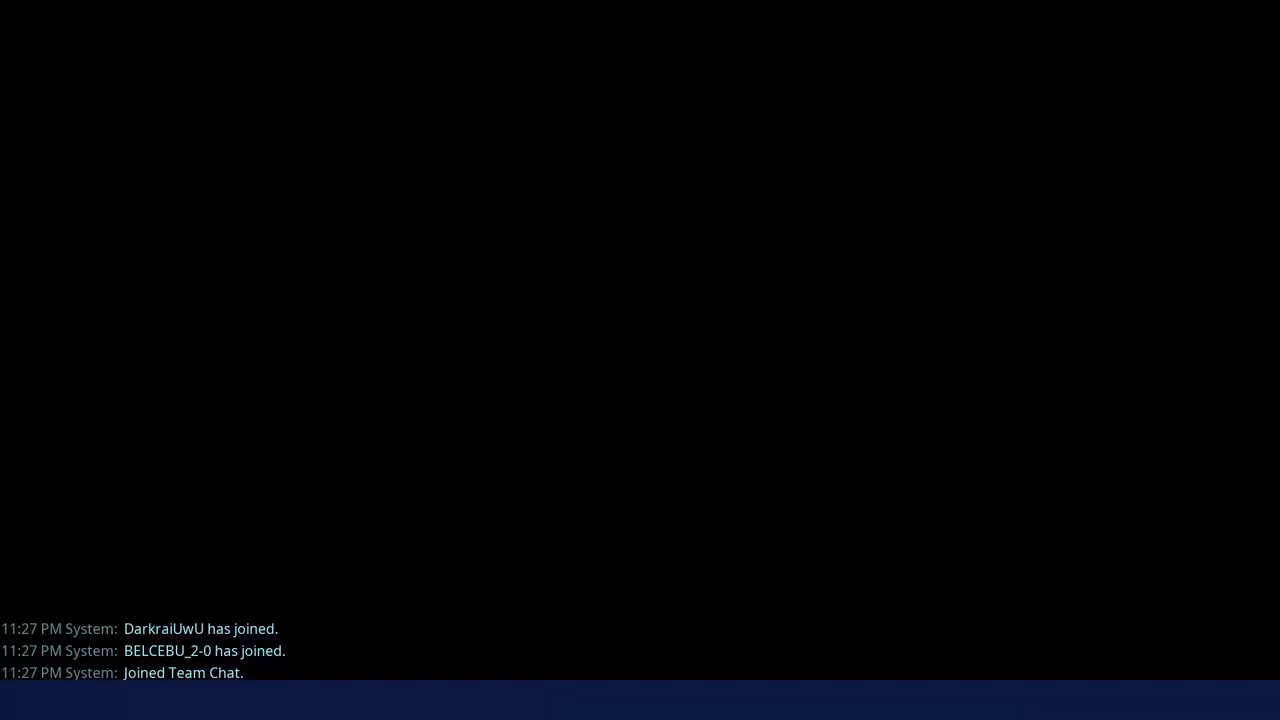 11:27 PM System: DarkraiUwU has joined.
11:27 PM System: BELCEBU_2-0 has joined.
11:27 PM System: Joined Team Chat.